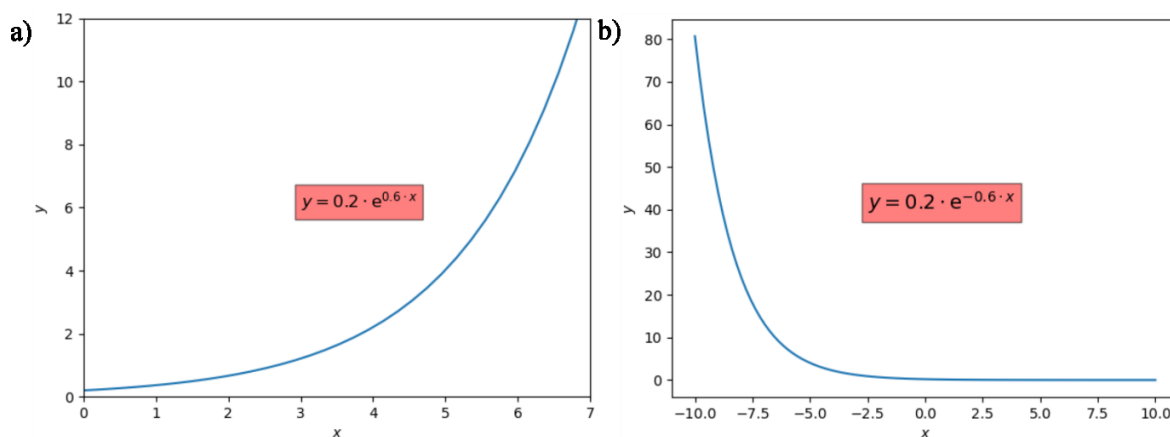 a)
12
10
8
6
4
2
0
y
y = 0.2 · e^{0.6 · x}
0 1 2 3 4 5 6 7
x
b)
80
70
60
50
40
30
20
10
0
y
y = 0.2 · e^{−0.6 · x}
−10.0 −7.5 −5.0 −2.5 0.0 2.5 5.0 7.5 10.0
x